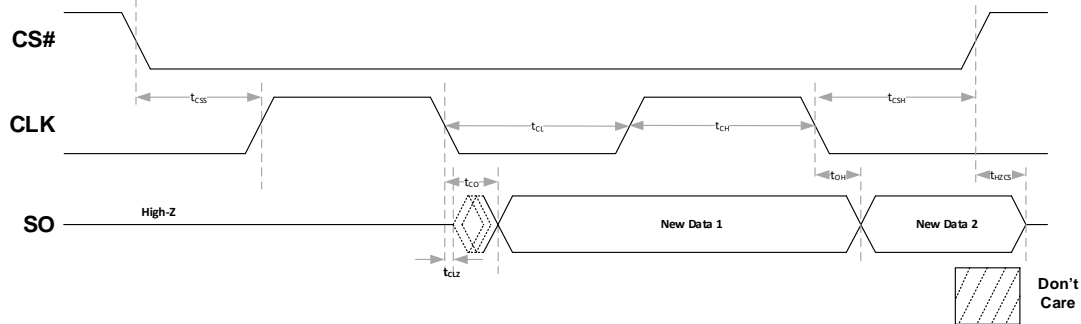 CS#
tCSS
tCSH
CLK
tCL
tCH
tCO
tOH
tHZCS
High-Z
SO
New Data 1
New Data 2
tCLZ
Don't
Care